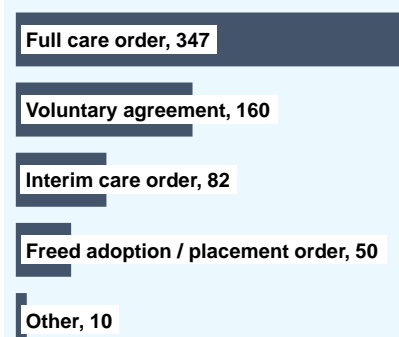 Full care order, 347
Voluntary agreement, 160
Interim care order, 82
Freed adoption / placement order, 50
Other, 10